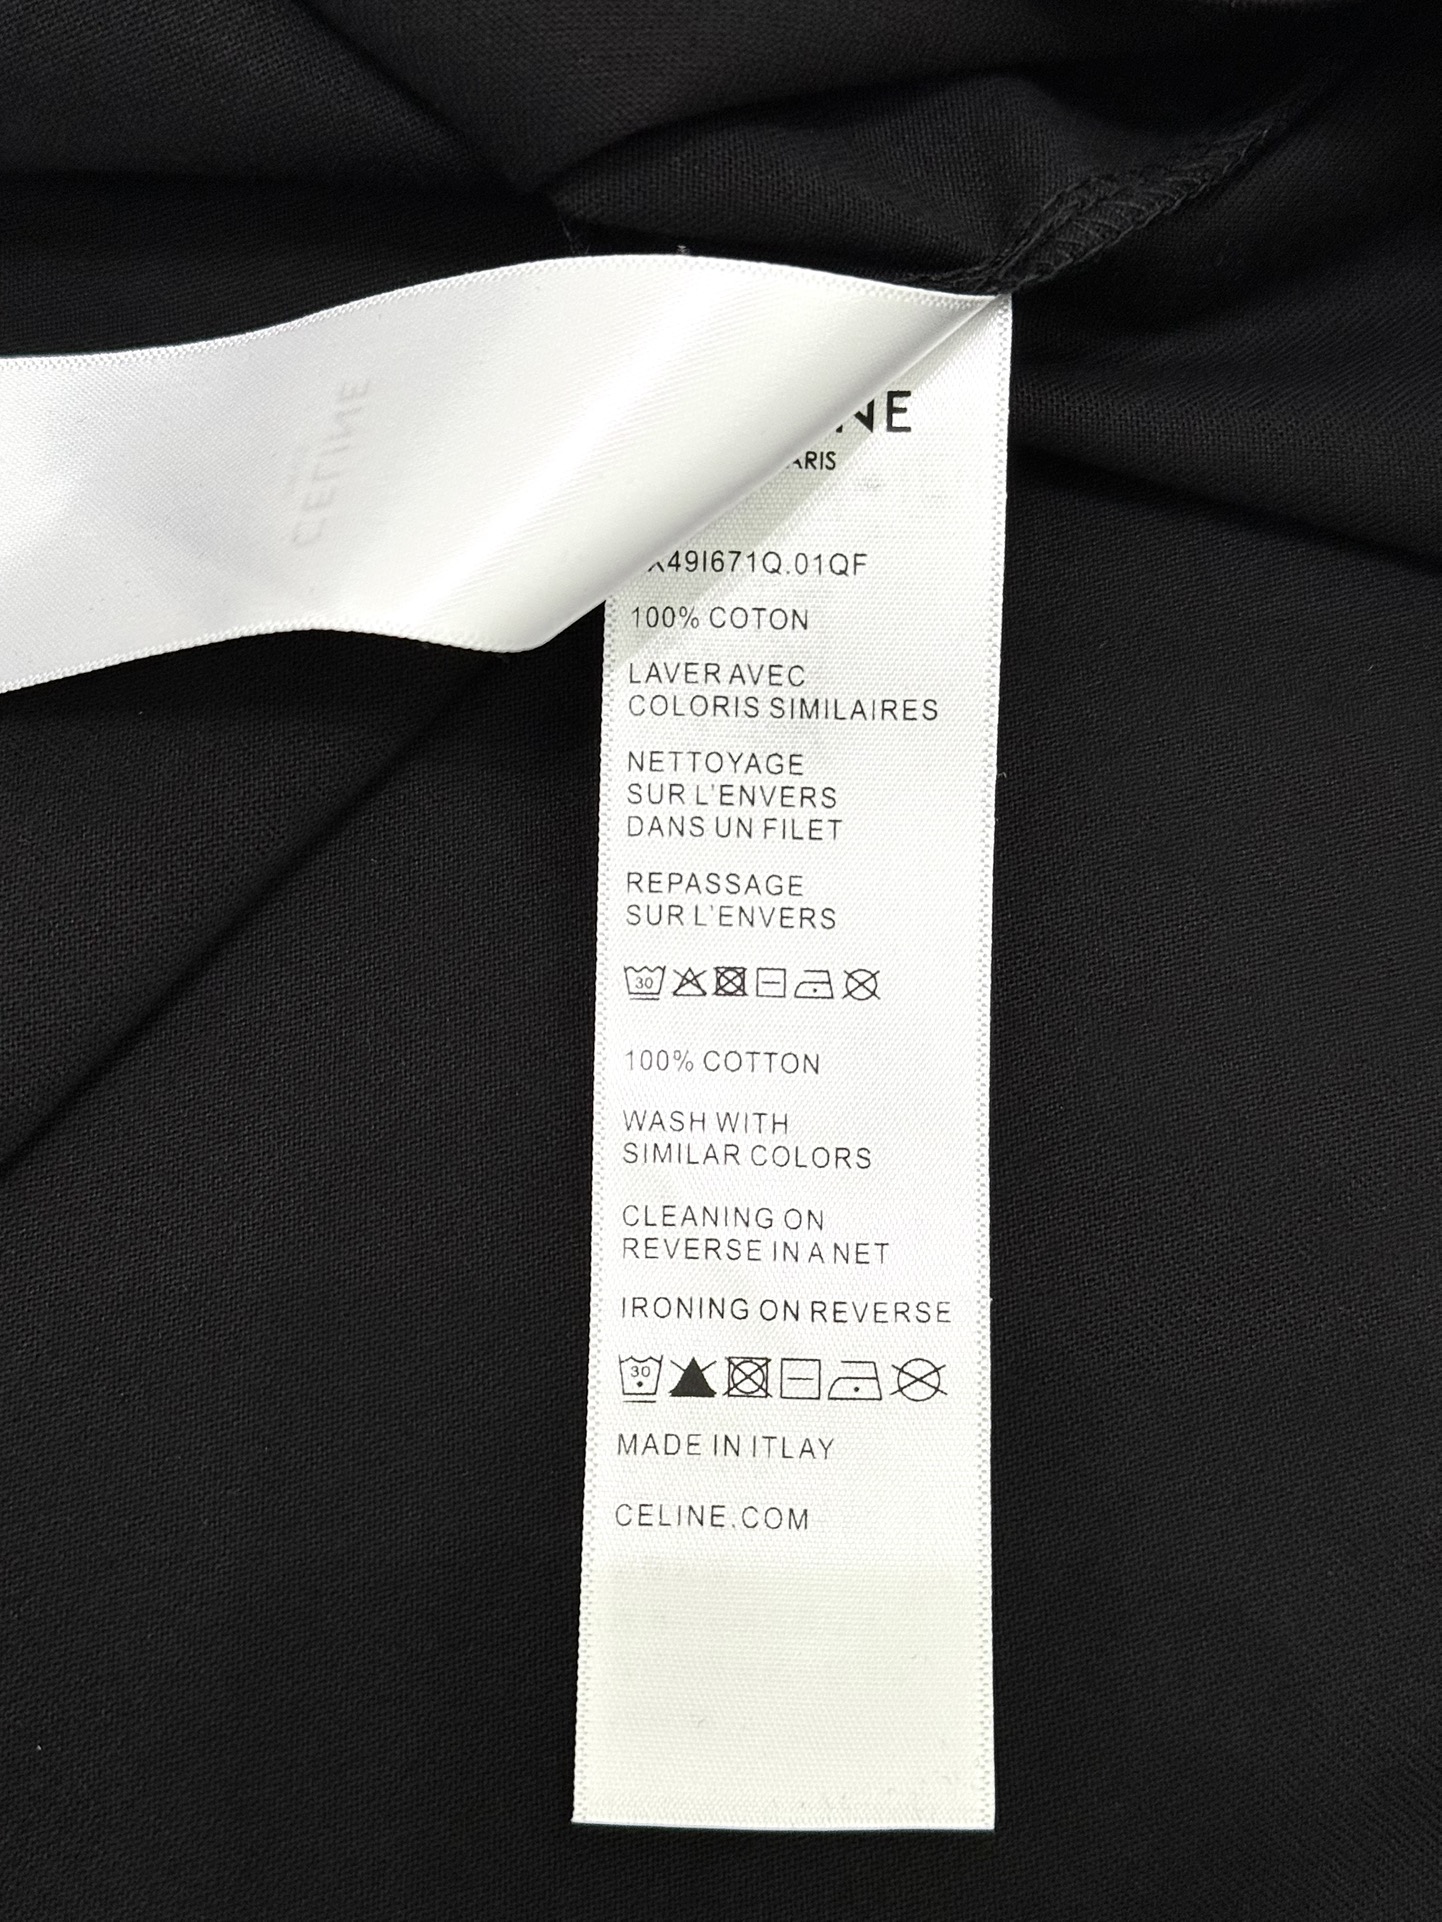 NE
ARIS
X49I671Q.01QF
100% COTON
LAVER AVEC
COLORIS SIMILAIRES
NETTOYAGE
SUR L'ENVERS
DANS UN FILET
REPASSAGE
SUR L'ENVERS
30
100% COTTON
WASH WITH
SIMILAR COLORS
CLEANING ON
REVERSE IN A NET
IRONING ON REVERSE
30
MADE IN ITLAY
CELINE.COM
CELINE